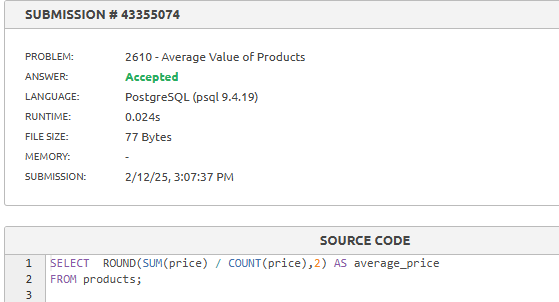 SUBMISSION # 43355074
PROBLEM: 2610 - Average Value of Products
ANSWER: Accepted
LANGUAGE: PostgreSQL (psql 9.4.19)
RUNTIME: 0.024s
FILE SIZE: 77 Bytes
MEMORY: -
SUBMISSION: 2/12/25, 3:07:37 PM
SOURCE CODE
1 SELECT  ROUND(SUM(price) / COUNT(price),2) AS average_price
2 FROM products;
3